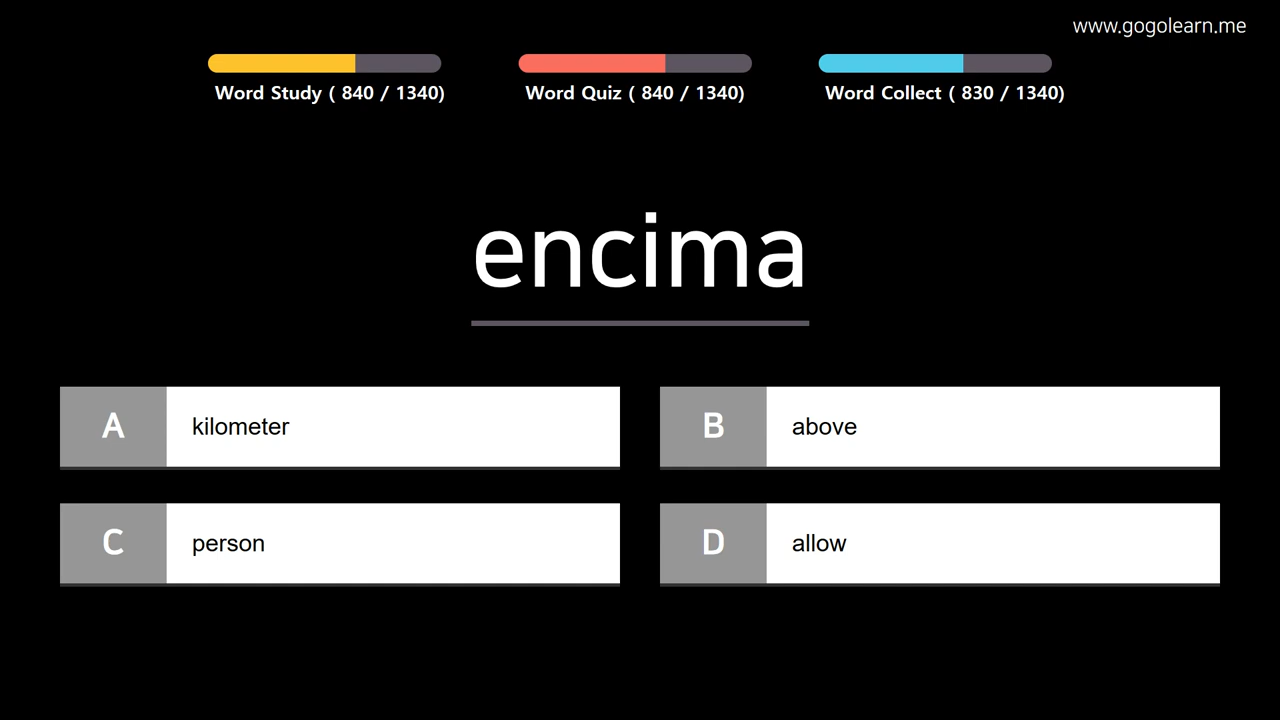 www.gogolearn.me
Word Study ( 840 / 1340)
Word Quiz ( 840 / 1340)
Word Collect ( 830 / 1340)
encima
A kilometer
B above
C person
D allow